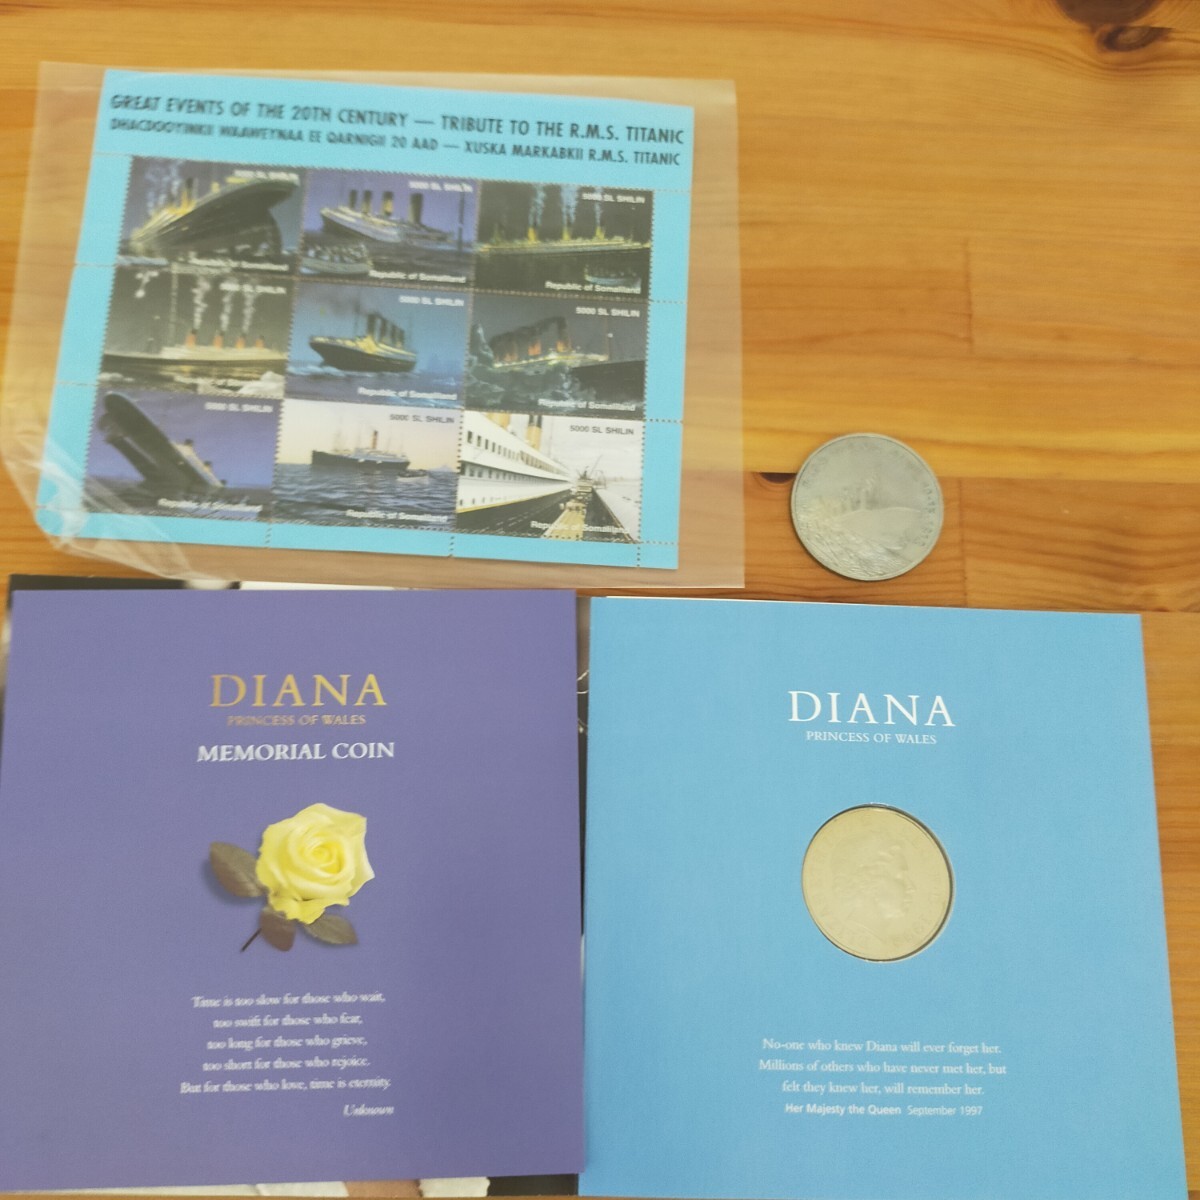 GREAT EVENTS OF THE 20TH CENTURY — TRIBUTE TO THE R.M.S. TITANIC
DHACDOOYINKII WAAWEYNAA EE QARNIGII 20 AAD — XUSKA MARKABKII R.M.S. TITANIC
5000 SL SHILIN
Republic of Somaliland
5000 SL SHILIN
Republic of Somaliland
5000 SL SHILIN
Republic of Somaliland
5000 SL SHILIN
Republic of Somaliland
5000 SL SHILIN
Republic of Somaliland
5000 SL SHILIN
Republic of Somaliland
5000 SL SHILIN
Republic of Somaliland
5000 SL SHILIN
Republic of Somaliland
5000 SL SHILIN
Republic of Somaliland
DIANA
PRINCESS OF WALES
MEMORIAL COIN
Time is too slow for those who wait,
too swift for those who fear,
too long for those who grieve,
too short for those who rejoice.
But for those who love, time is eternity.
Unknown
DIANA
PRINCESS OF WALES
No-one who knew Diana will ever forget her.
Millions of others who have never met her, but
felt they knew her, will remember her.
Her Majesty the Queen September 1997